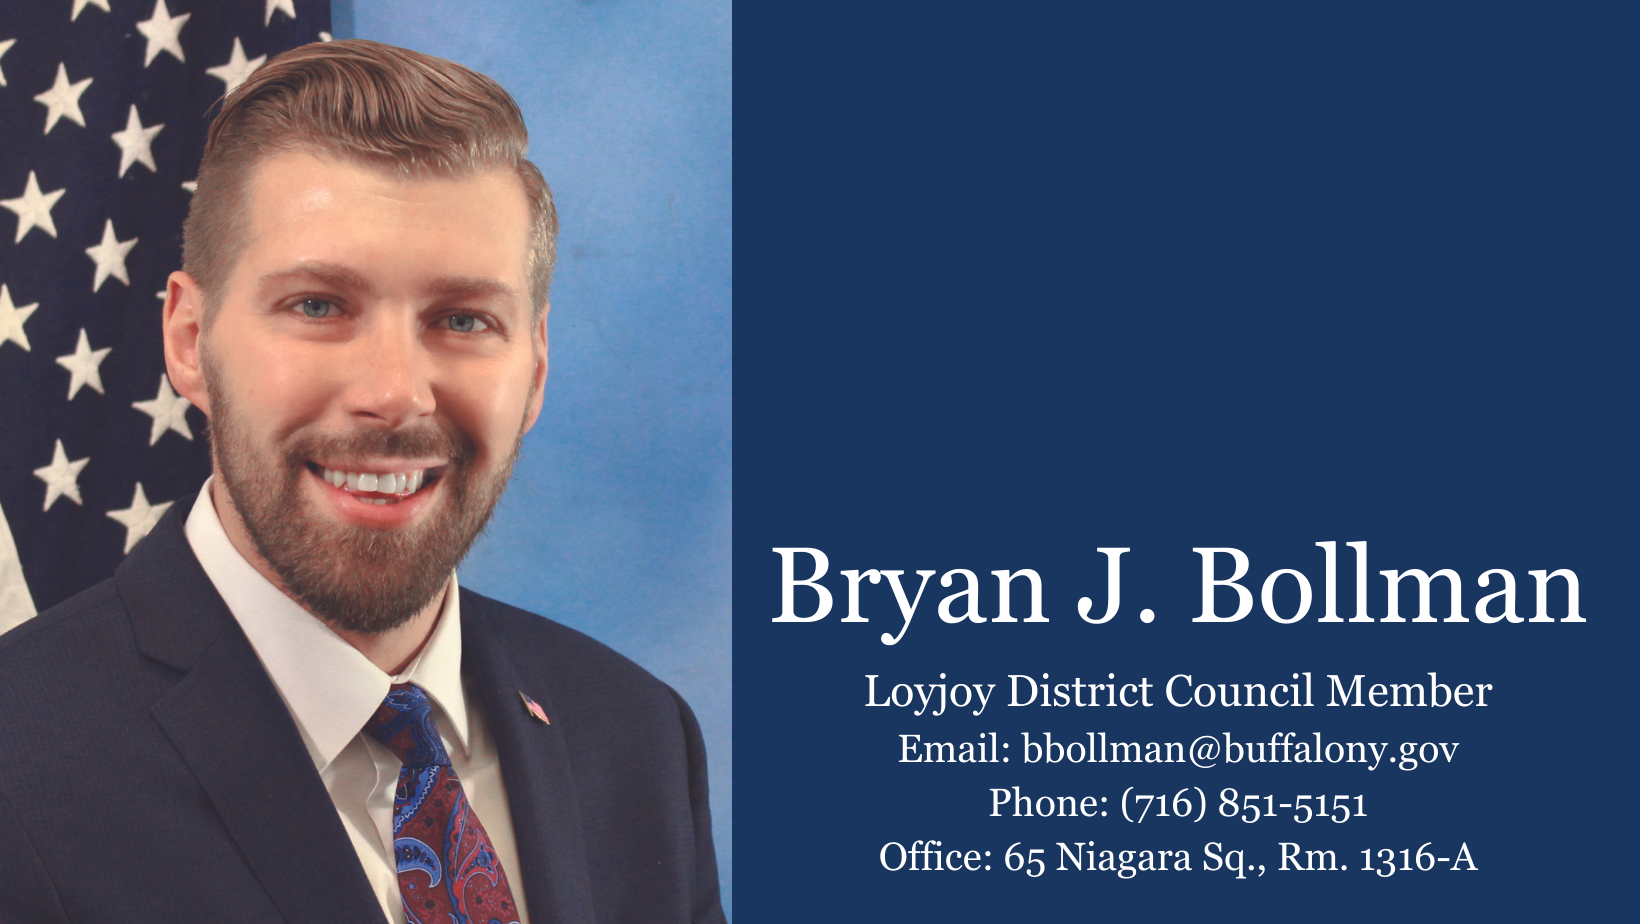 Bryan J. Bollman
Loyjoy District Council Member
Email: bbollman@buffalony.gov
Phone: (716) 851-5151
Office: 65 Niagara Sq., Rm. 1316-A